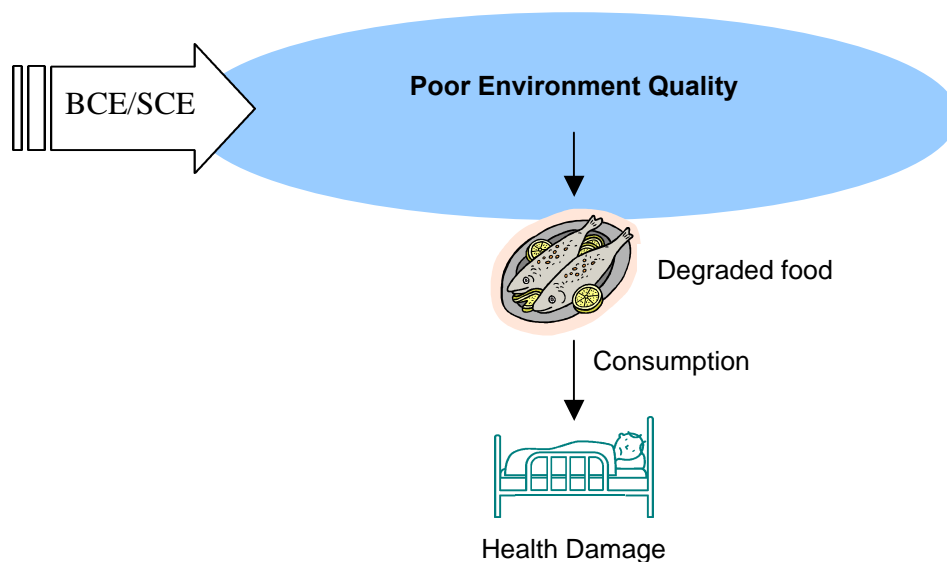 Poor Environment Quality
BCE/SCE
Degraded food
Consumption
Health Damage